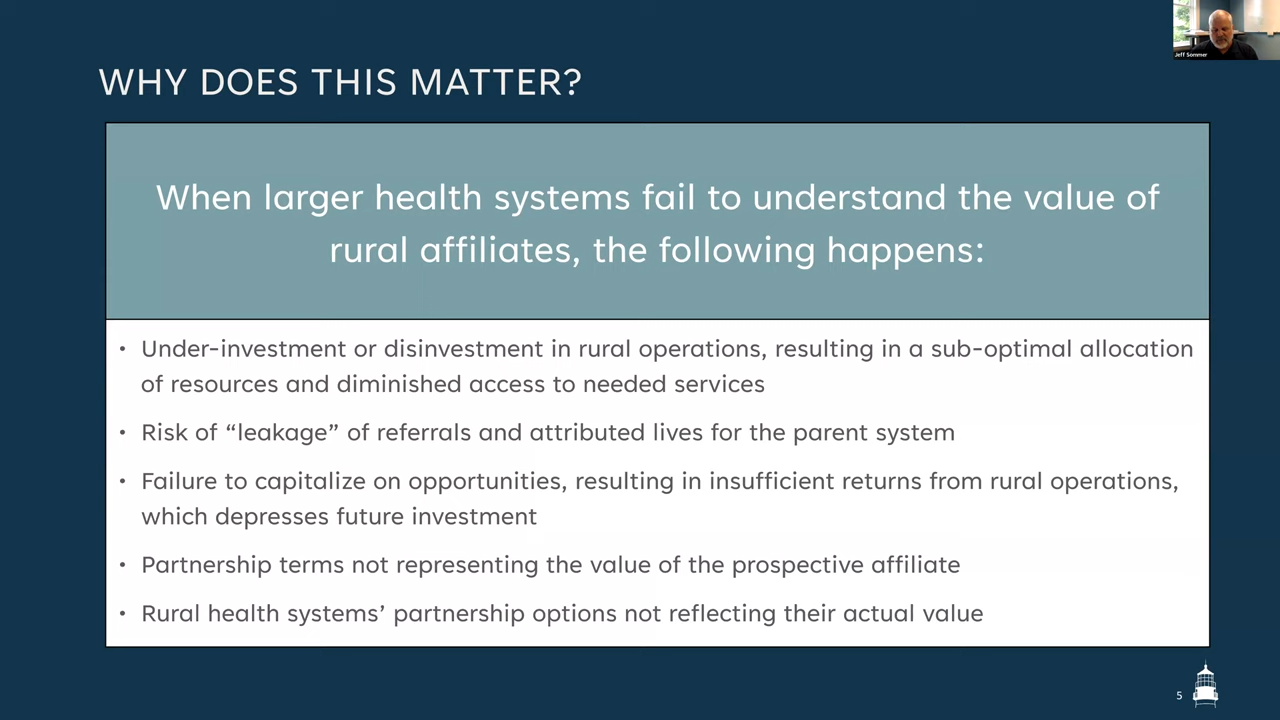 Jeff Sommer
WHY DOES THIS MATTER?
When larger health systems fail to understand the value of
rural affiliates, the following happens:
• Under-investment or disinvestment in rural operations, resulting in a sub-optimal allocation
of resources and diminished access to needed services
• Risk of “leakage” of referrals and attributed lives for the parent system
• Failure to capitalize on opportunities, resulting in insufficient returns from rural operations,
which depresses future investment
• Partnership terms not representing the value of the prospective affiliate
• Rural health systems’ partnership options not reflecting their actual value
5